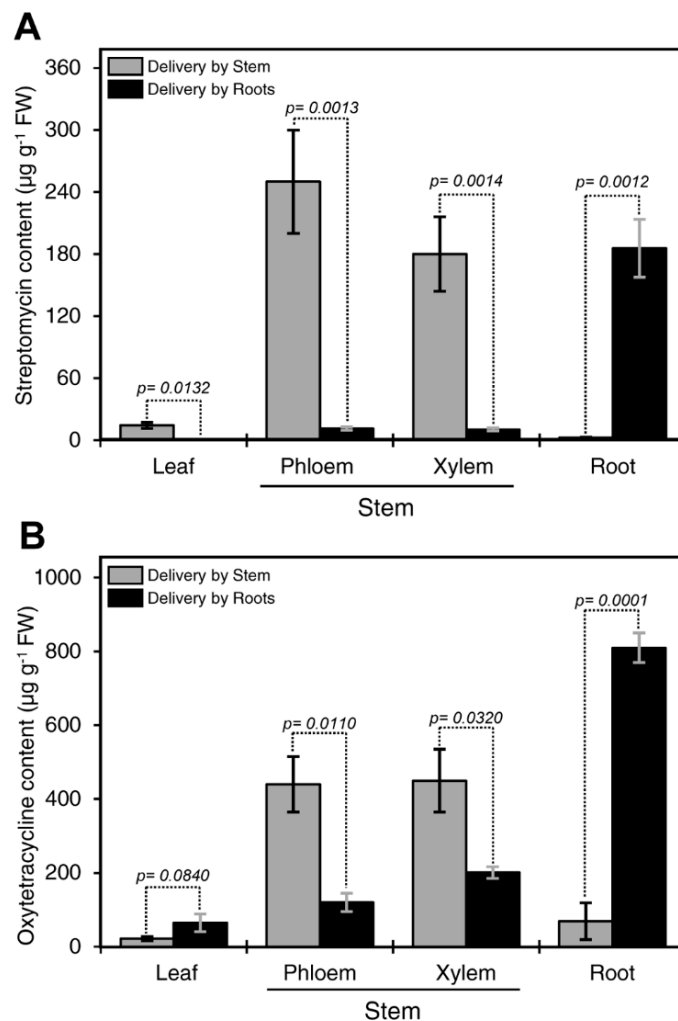 A
Streptomycin content (µg g⁻¹ FW)
360
300
240
180
120
60
0
Delivery by Stem
Delivery by Roots
p= 0.0132
p= 0.0013
p= 0.0014
p= 0.0012
Leaf
Phloem
Xylem
Root
Stem
B
Oxytetracycline content (µg g⁻¹ FW)
1000
800
600
400
200
0
Delivery by Stem
Delivery by Roots
p= 0.0840
p= 0.0110
p= 0.0320
p= 0.0001
Leaf
Phloem
Xylem
Root
Stem